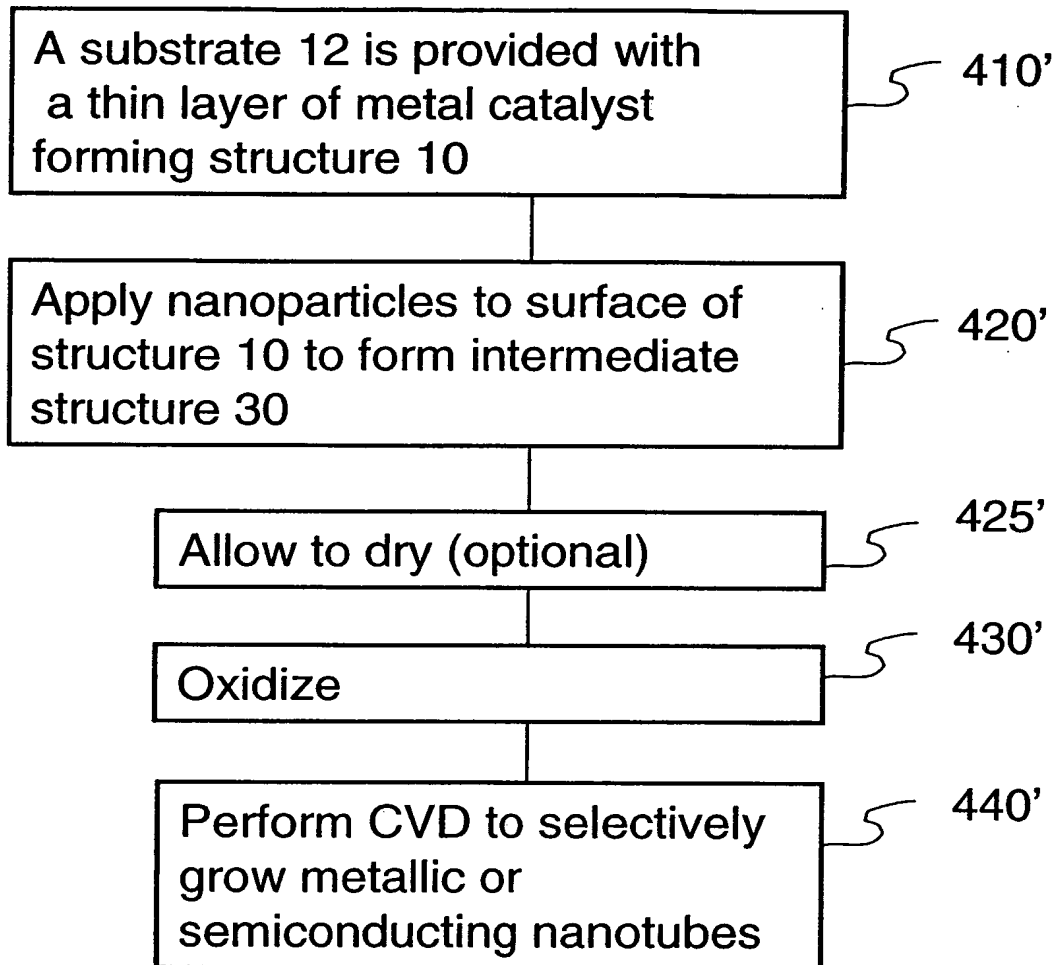 A substrate 12 is provided with
a thin layer of metal catalyst
forming structure 10
410’
Apply nanoparticles to surface of
structure 10 to form intermediate
structure 30
420’
Allow to dry (optional)
425’
Oxidize
430’
Perform CVD to selectively
grow metallic or
semiconducting nanotubes
440’